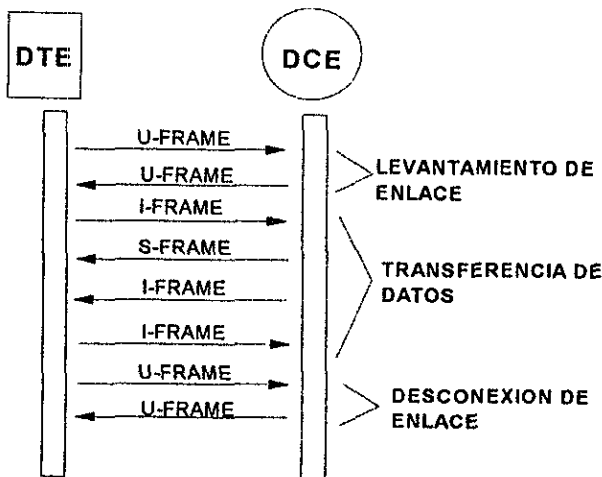 DTE
DCE
U-FRAME
U-FRAME
LEVANTAMIENTO DE
ENLACE
I-FRAME
S-FRAME
I-FRAME
TRANSFERENCIA DE
DATOS
I-FRAME
U-FRAME
U-FRAME
DESCONEXION DE
ENLACE